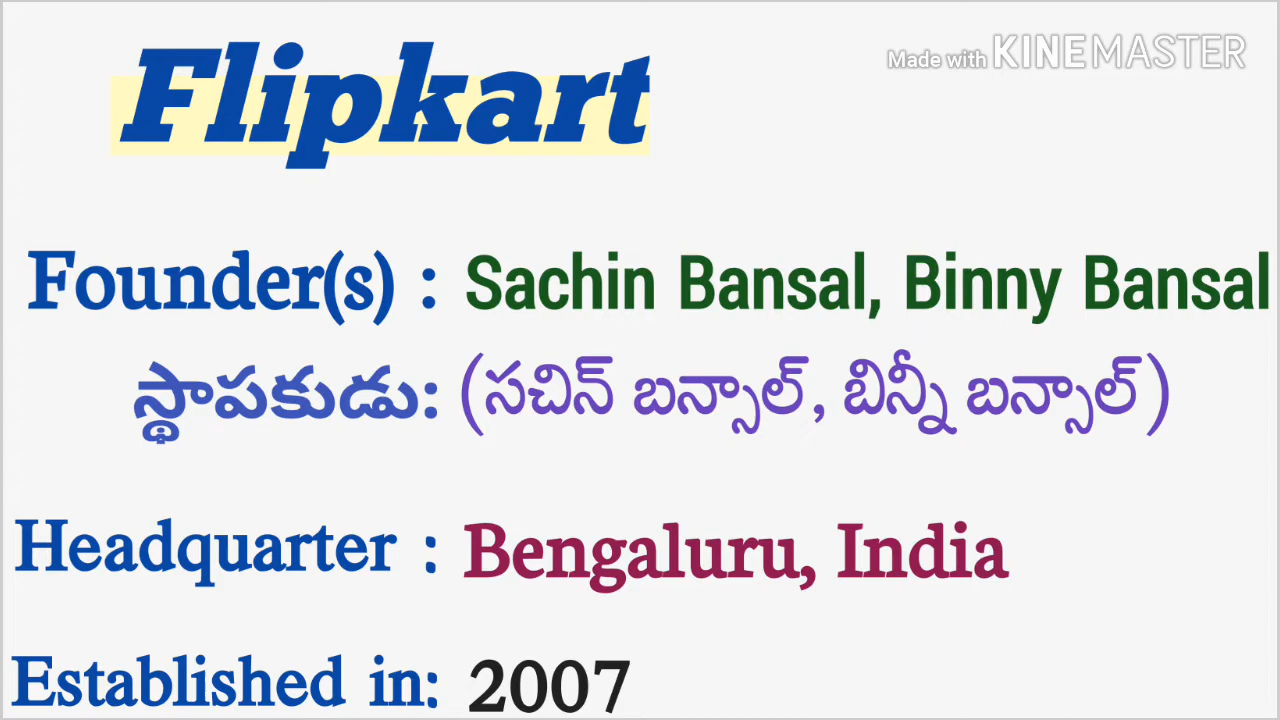 Flipkart
Made with KINEMASTER
Founder(s) : Sachin Bansal, Binny Bansal
స్థాపకుడు: (సచిన్ బన్సాల్, బిన్నీ బన్సాల్)
Headquarter : Bengaluru, India
Established in: 2007